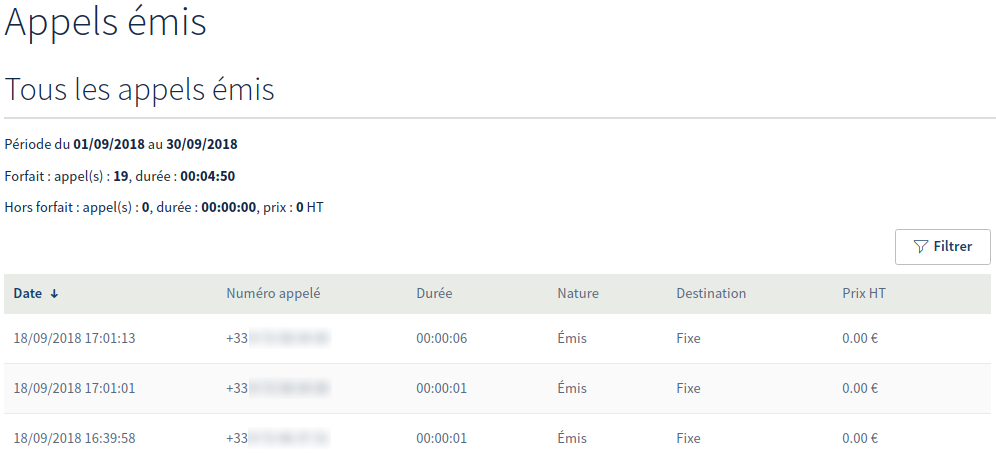 Appels émis
Tous les appels émis
Période du 01/09/2018 au 30/09/2018
Forfait : appel(s) : 19, durée : 00:04:50
Hors forfait : appel(s) : 0, durée : 00:00:00, prix : 0 HT
Filtrer
Date ↓ Numéro appelé Durée Nature Destination Prix HT
18/09/2018 17:01:13 +33 00:00:06 Émis Fixe 0.00 €
18/09/2018 17:01:01 +33 00:00:01 Émis Fixe 0.00 €
18/09/2018 16:39:58 +33 00:00:01 Émis Fixe 0.00 €